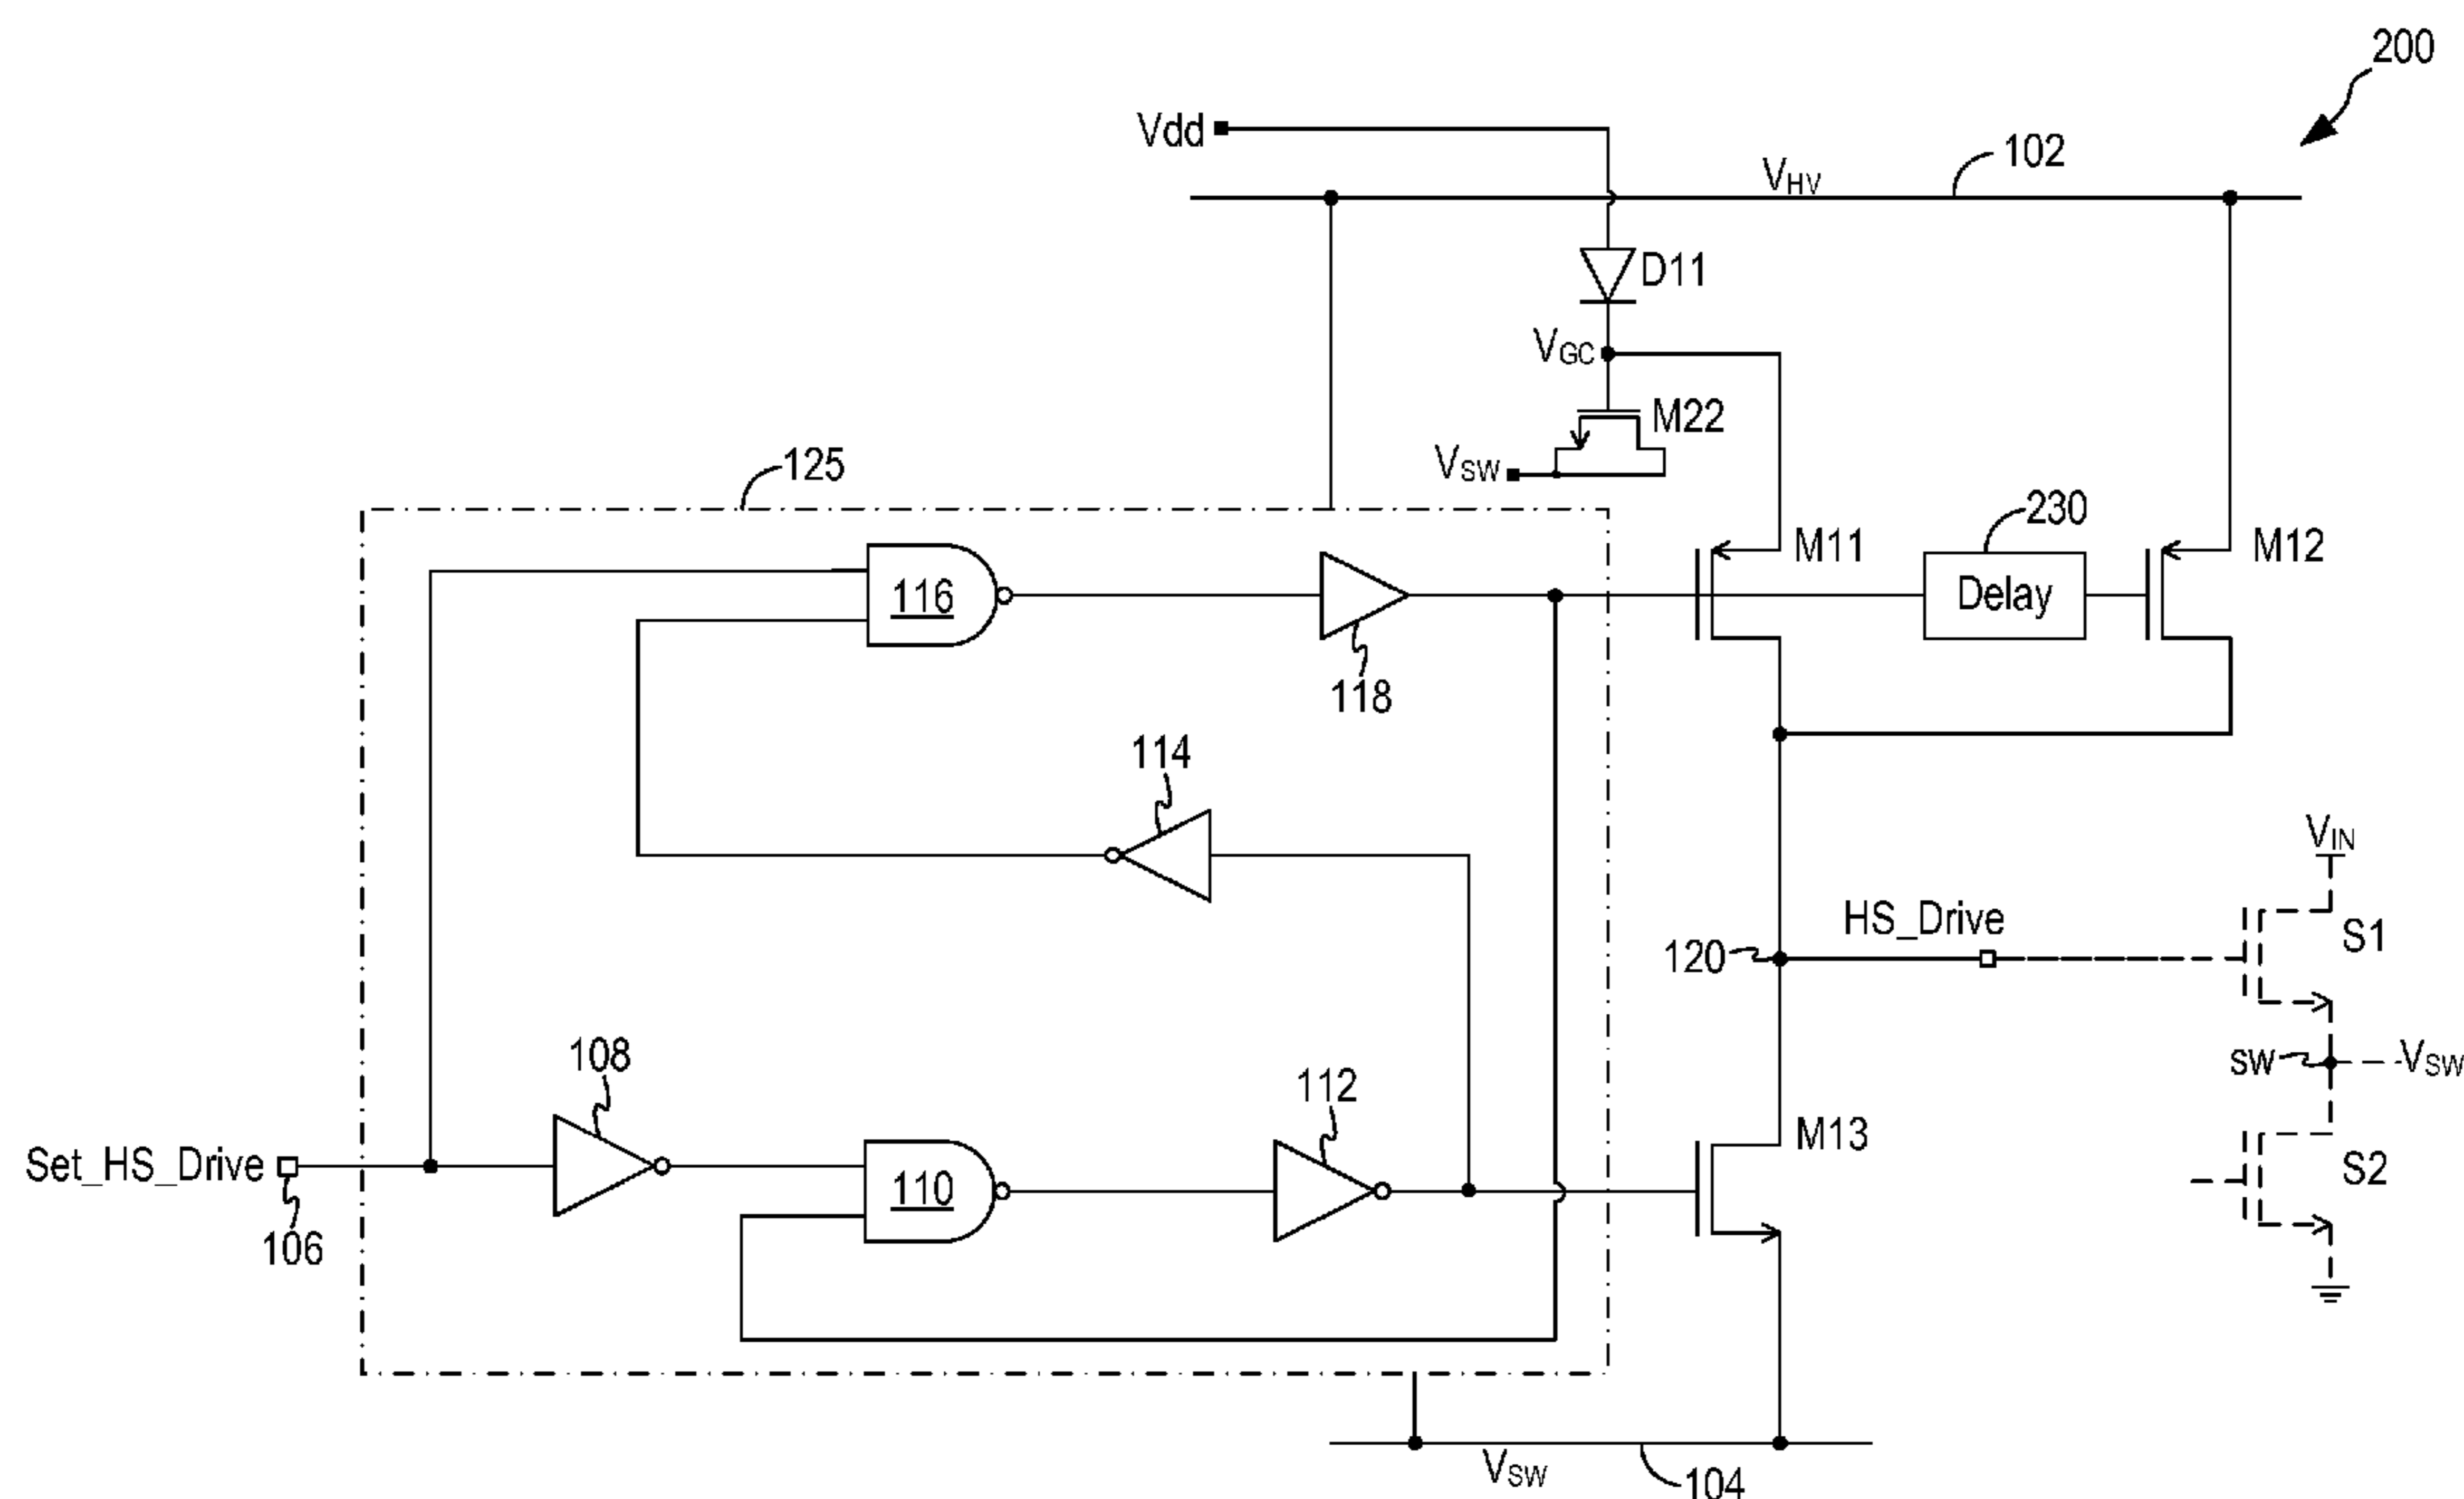 200
Vdd
VHV
102
D11
VGC
M22
VSW
125
M11
230
M12
116
Delay
118
114
VIN
HS_Drive
S1
120
108
SW
VSW
112
M13
Set_HS_Drive
110
S2
106
VSW
104